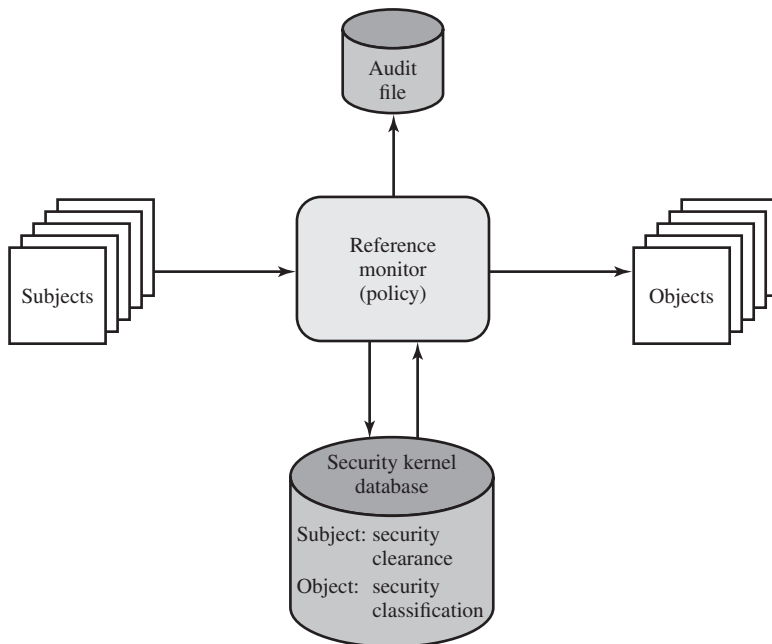 Audit
file
Reference
monitor
(policy)
Subjects
Objects
Security kernel
database
Subject: security
clearance
Object: security
classification